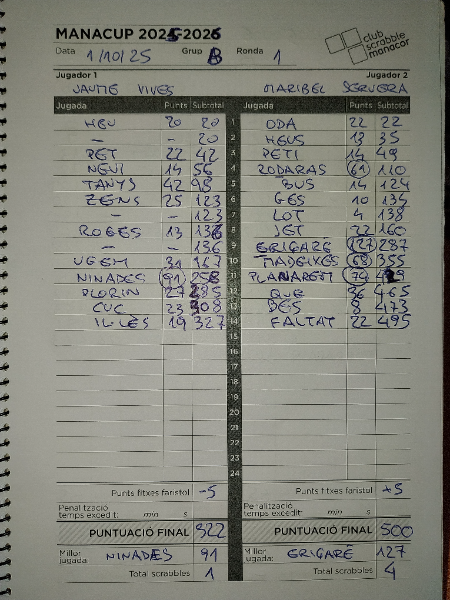 MANACUP 2025-2026
club scrabble manacor
Data 1/10/25 Grup B Ronda 1
Jugador 1 Jugador 2
JAUME VIVES MARIBEL SERVERA
Jugada Punts Subtotal Jugada Punts Subtotal
HEU 20 20 1 ODA 22 22
- - 20 2 HEUS 13 35
PET 22 42 3 PETI 14 49
NEVI 14 56 4 RODARAS 61 110
TANYS 42 98 5 BUS 14 124
ZENS 25 123 6 GES 10 134
- 123 7 LOT 4 138
ROGES 13 136 8 JET 22 160
- 136 9 GRIGARÉ 127 287
UGEM 31 167 10 MADEIXES 68 355
NINADES 91 258 11 PLANAREM 74 429
PLORIN 27 285 12 QUE 36 465
CUC 23 308 13 BES 8 473
IL·LÈS 19 327 14 FALTAT 22 495
15
16
17
18
19
20
21
22
23
24
Punts fitxes faristol -5 Punts fitxes faristol +5
Penalització temps excedit: min s Penalització temps excedit: min s
PUNTUACIÓ FINAL 322 PUNTUACIÓ FINAL 500
Millor jugada: NINADES 91 Millor jugada: GRIGARÉ 127
Total scrabbles 1 Total scrabbles 4